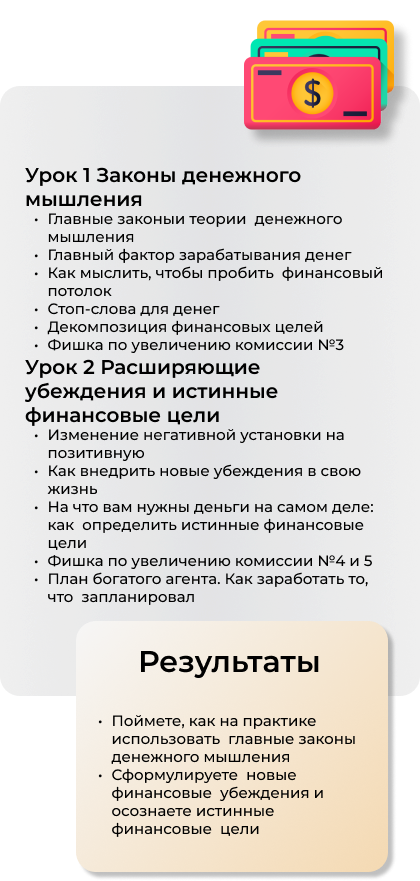 $
Урок 1 Законы денежного
мышления
• Главные законыи теории денежного
мышления
• Главный фактор зарабатывания денег
• Как мыслить, чтобы пробить финансовый
потолок
• Стоп-слова для денег
• Декомпозиция финансовых целей
• Фишка по увеличению комиссии №3
Урок 2 Расширяющие
убеждения и истинные
финансовые цели
• Изменение негативной установки на
позитивную
• Как внедрить новые убеждения в свою
жизнь
• На что вам нужны деньги на самом деле:
как определить истинные финансовые
цели
• Фишка по увеличению комиссии №4 и 5
• План богатого агента. Как заработать то,
что запланировал
Результаты
• Поймете, как на практике
использовать главные законы
денежного мышления
• Сформулируете новые
финансовые убеждения и
осознаете истинные
финансовые цели